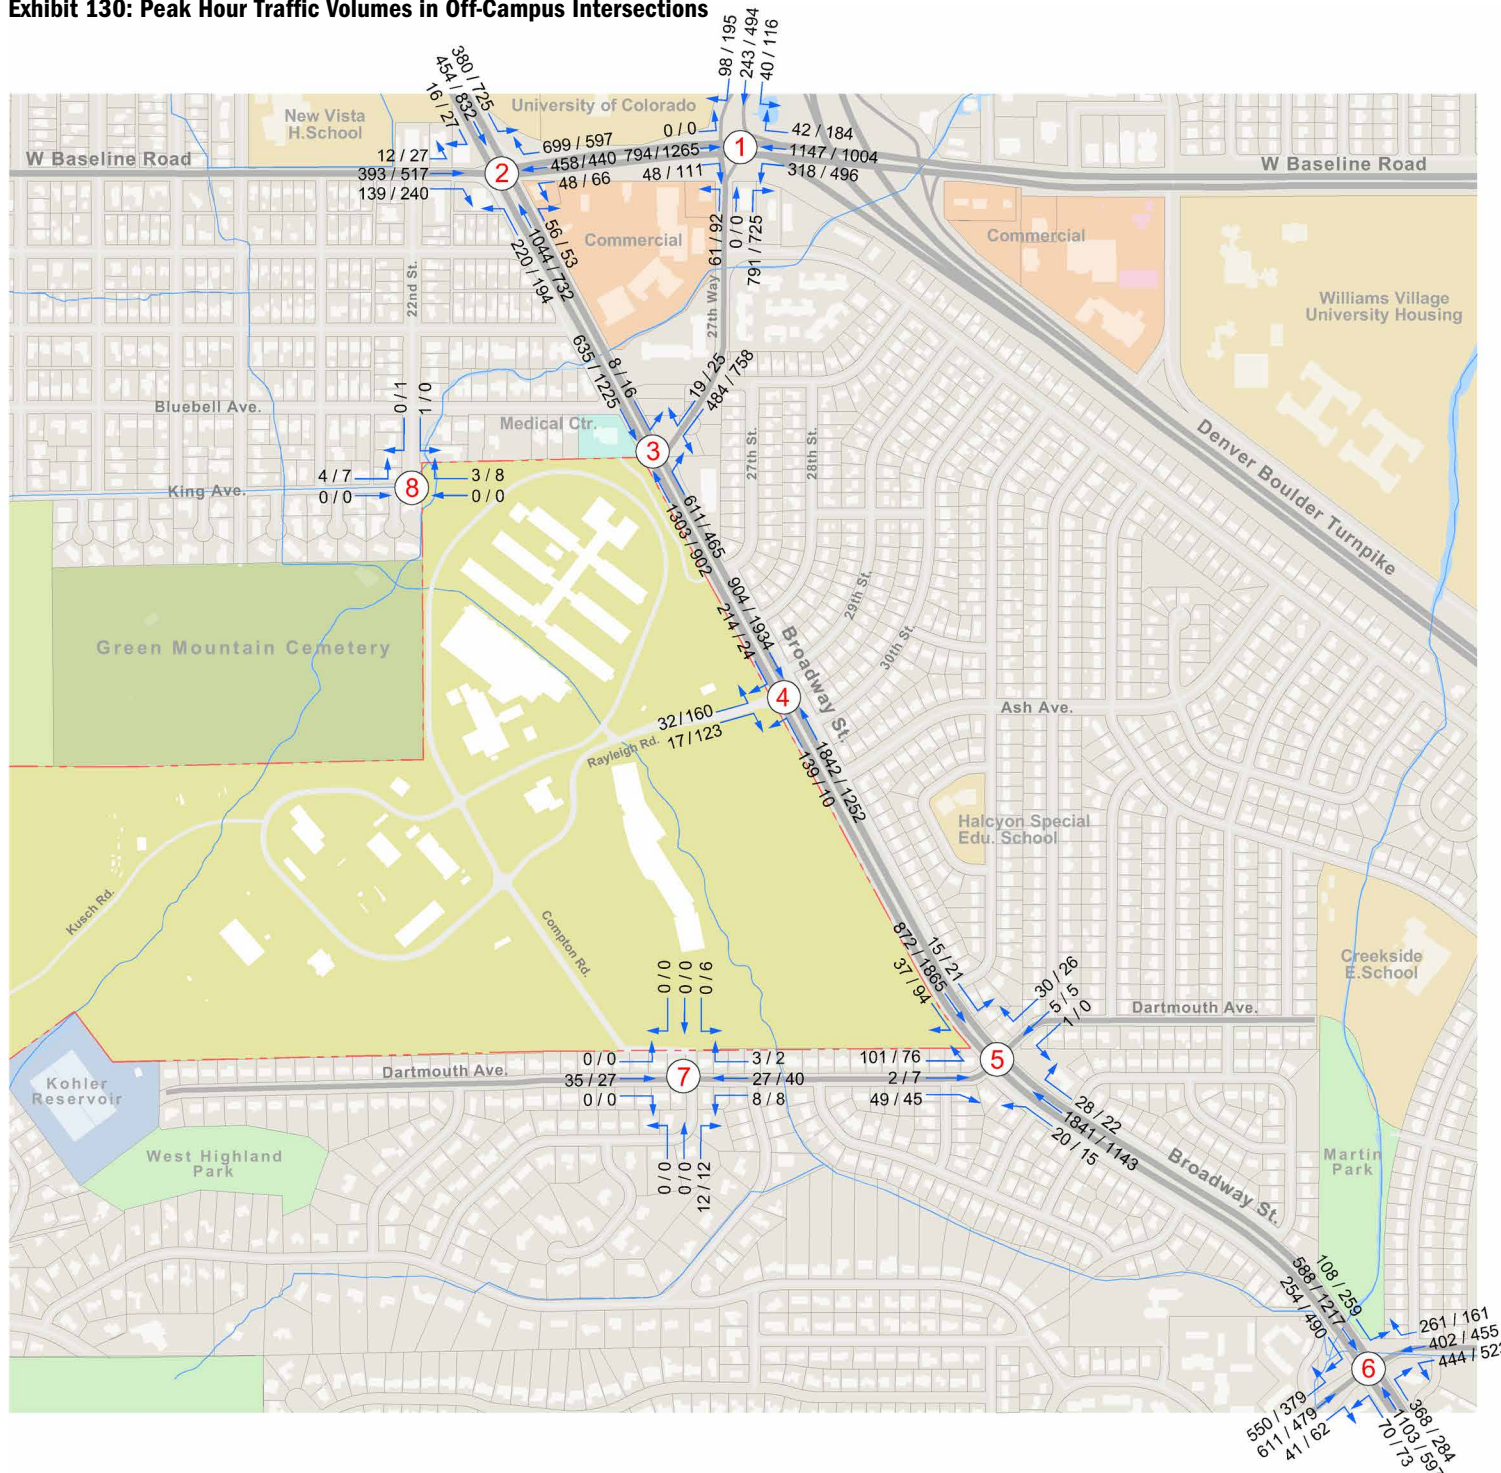 Exhibit 130: Peak Hour Traffic Volumes in Off-Campus Intersections
98 / 195
243 / 494
40 / 116
380 / 725
454 / 832
16 / 27
New Vista
H.School
University of Colorado
W Baseline Road
12 / 27
393 / 517
139 / 240
2
699 / 597
458 / 440
48 / 66
0 / 0
794 / 1265
48 / 111
1
42 / 184
1147 / 1004
318 / 496
W Baseline Road
56 / 53
1044 / 732
220 / 194
Commercial
61 / 92
0 / 0
791 / 725
27th Way
Commercial
Williams Village
University Housing
22nd St.
635 / 1225
8 / 16
19 / 25
484 / 758
Bluebell Ave.
0 / 1
1 / 0
Medical Ctr.
3
27th St.
28th St.
Denver Boulder Turnpike
4 / 7
0 / 0
King Ave.
8
3 / 8
0 / 0
611 / 465
1303 / 902
904 / 1934
214 / 24
29th St.
30th St.
Green Mountain Cemetery
Broadway St.
4
32 / 160
17 / 123
Rayleigh Rd.
Ash Ave.
1842 / 1252
139 / 10
Halcyon Special
Edu. School
Kusch Rd.
Compton Rd.
15 / 21
872 / 1865
37 / 94
0 / 0
0 / 0
0 / 6
30 / 26
5 / 5
1 / 0
Creekside
E.School
Dartmouth Ave.
Kohler
Reservoir
Dartmouth Ave.
0 / 0
35 / 27
0 / 0
7
3 / 2
27 / 40
8 / 8
101 / 76
2 / 7
49 / 45
5
28 / 22
1841 / 1143
20 / 15
0 / 0
0 / 0
12 / 12
West Highland
Park
Martin
Park
Broadway St.
108 / 259
588 / 1217
254 / 490
6
261 / 161
402 / 455
444 /
550 / 379
611 / 479
41 / 62
368 / 284
1103 /
70 / 73